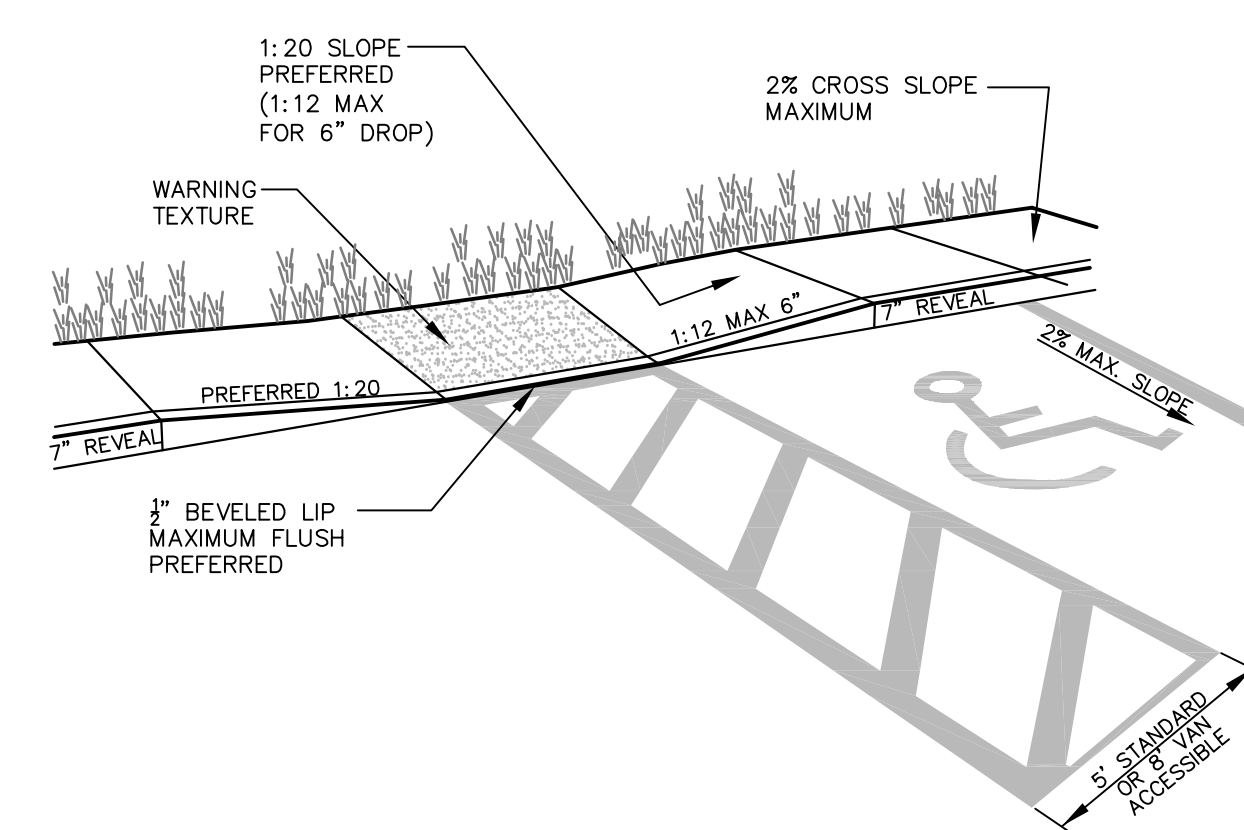 1:20 SLOPE
PREFERRED
(1:12 MAX
FOR 6” DROP)
2% CROSS SLOPE
MAXIMUM
WARNING
TEXTURE
1:12 MAX 6”
7” REVEAL
2% MAX. SLOPE
PREFERRED 1:20
7” REVEAL
½” BEVELED LIP
MAXIMUM FLUSH
PREFERRED
5’ STANDARD
OR 8’ VAN
ACCESSIBLE